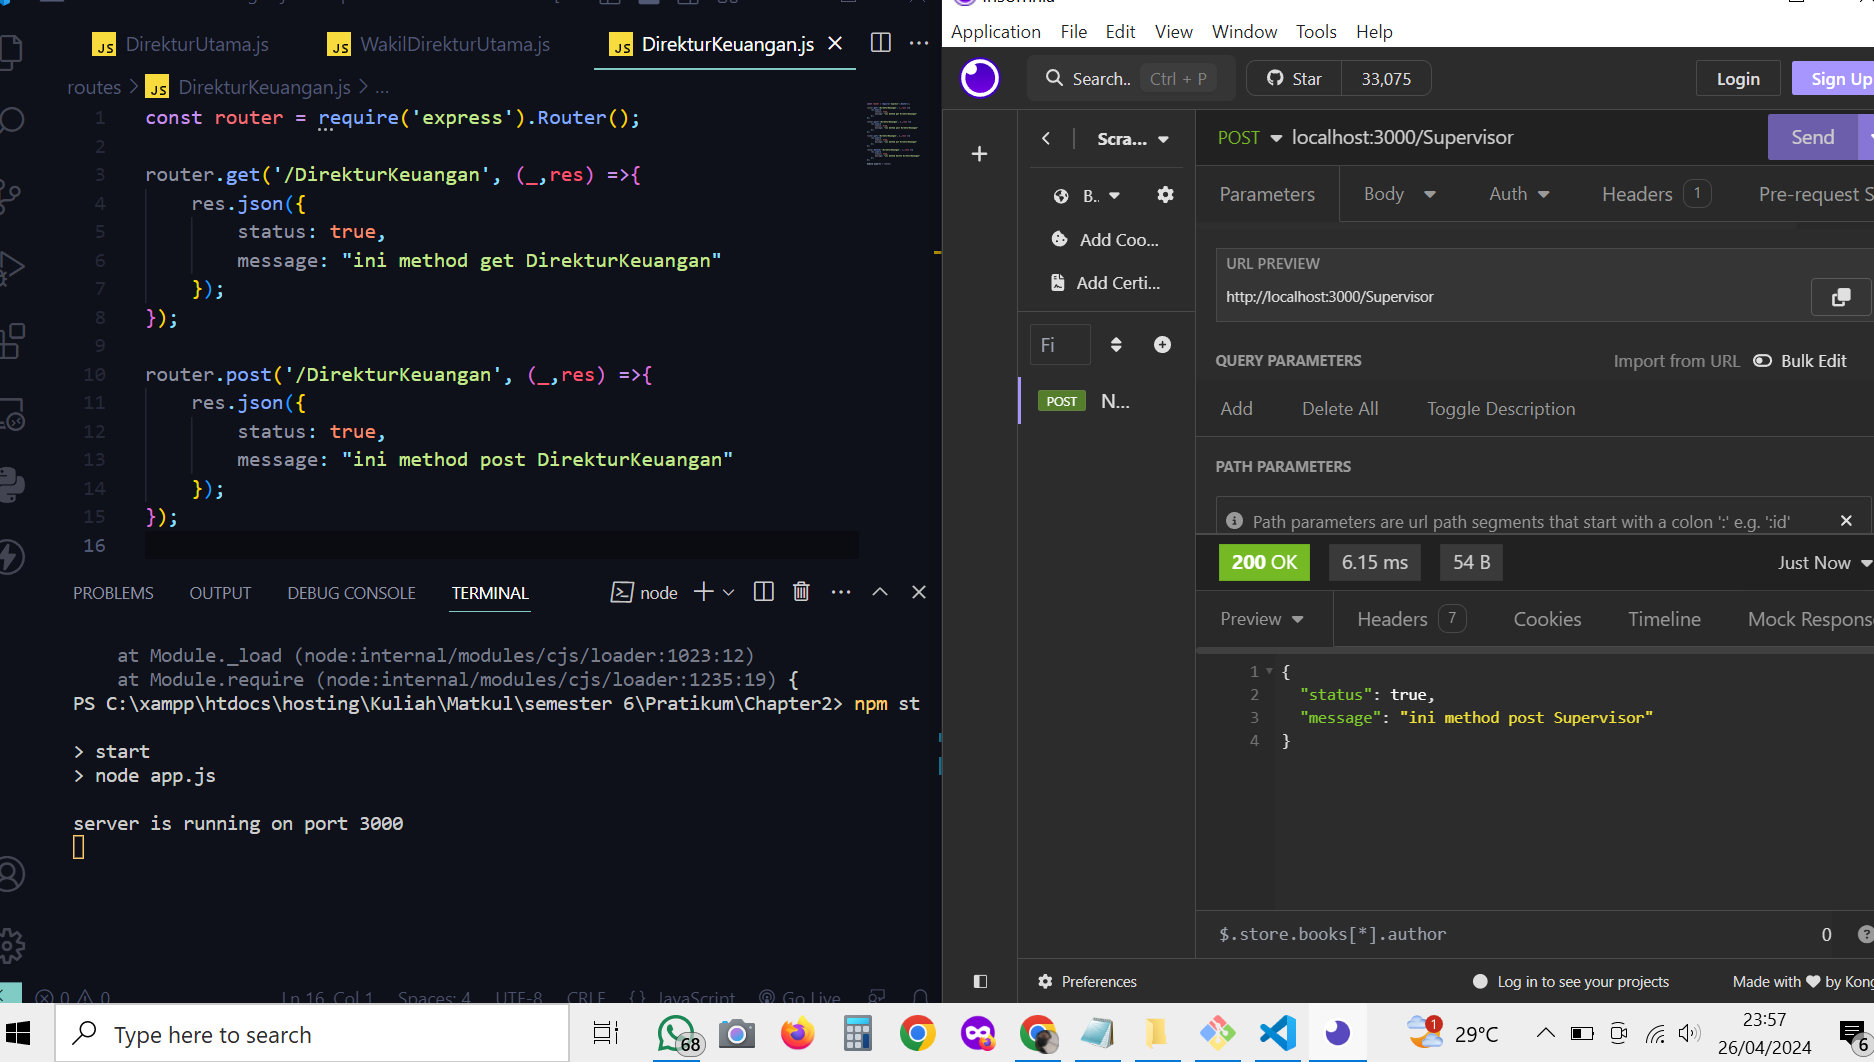 DirekturUtama.js
WakilDirekturUtama.js
DirekturKeuangan.js
routes > JS DirekturKeuangan.js > ...
1 const router = require('express').Router();
2
3 router.get('/DirekturKeuangan', (_,res) =>{
4 res.json({
5 status: true,
6 message: "ini method get DirekturKeuangan"
7 });
8 });
9
10 router.post('/DirekturKeuangan', (_,res) =>{
11 res.json({
12 status: true,
13 message: "ini method post DirekturKeuangan"
14 });
15 });
16
PROBLEMS OUTPUT DEBUG CONSOLE TERMINAL node
at Module._load (node:internal/modules/cjs/loader:1023:12)
at Module.require (node:internal/modules/cjs/loader:1235:19) {
PS C:\xampp\htdocs\hosting\Kuliah\Matkul\semester 6\Pratikum\Chapter2> npm st
> start
> node app.js
server is running on port 3000
0 0 Ln 16, Col 1 Spaces: 4 UTF-8 CRLF {} JavaScript Go Live
Insomnia
Application File Edit View Window Tools Help
Search.. Ctrl + P Star 33,075 Login Sign Up
Scra...
B..
Add Coo...
Add Certi...
Fi
POST N...
POST localhost:3000/Supervisor Send
Parameters Body Auth Headers 1 Pre-request S
URL PREVIEW
http://localhost:3000/Supervisor
QUERY PARAMETERS Import from URL Bulk Edit
Add Delete All Toggle Description
PATH PARAMETERS
Path parameters are url path segments that start with a colon ':' e.g. ':id'
200 OK 6.15 ms 54 B Just Now
Preview Headers 7 Cookies Timeline Mock Respons
1 {
2 "status": true,
3 "message": "ini method post Supervisor"
4 }
$.store.books[*].author 0
Preferences Log in to see your projects Made with ♥ by Kong
Type here to search
68
1
29°C
23:57
26/04/2024
6